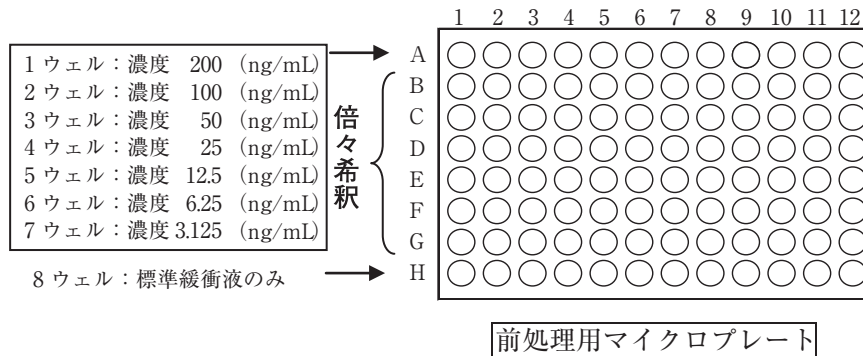 1 2 3 4 5 6 7 8 9 10 11 12
1 ウェル：濃度 200 (ng/mL)
2 ウェル：濃度 100 (ng/mL)
3 ウェル：濃度 50 (ng/mL)
4 ウェル：濃度 25 (ng/mL)
5 ウェル：濃度 12.5 (ng/mL)
6 ウェル：濃度 6.25 (ng/mL)
7 ウェル：濃度 3.125 (ng/mL)
8 ウェル：標準緩衝液のみ
倍々希釈
A
B
C
D
E
F
G
H
前処理用マイクロプレート